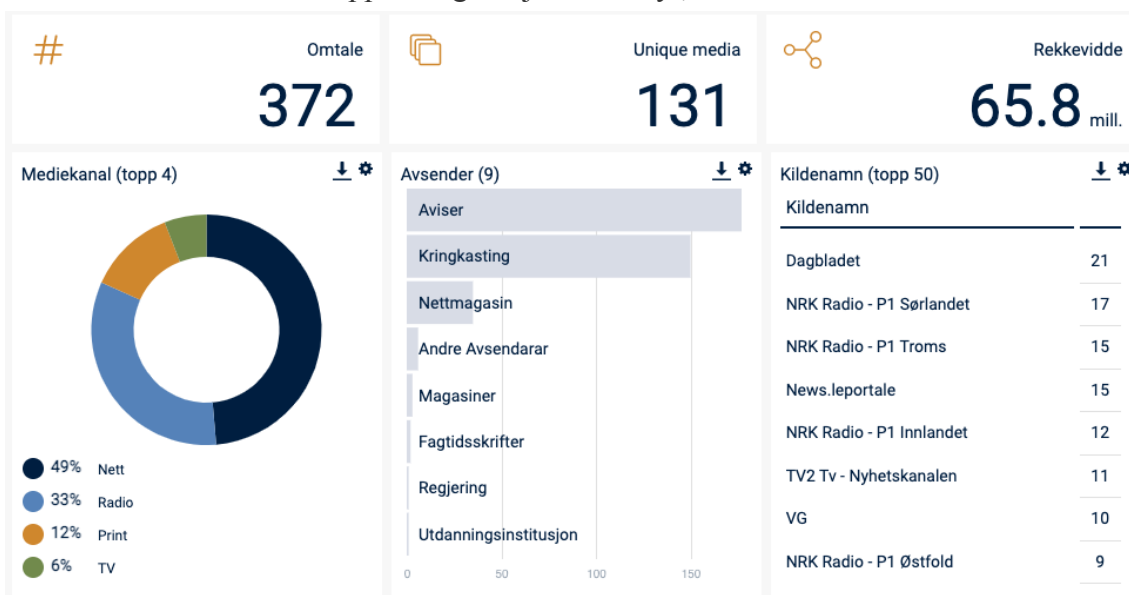 Omtale
372
Unique media
131
Rekkevidde
65.8 mill.
Mediekanal (topp 4)
49% Nett
33% Radio
12% Print
6% TV
Avsender (9)
Aviser
Kringkasting
Nettmagasin
Andre Avsendarar
Magasiner
Fagtidsskrifter
Regjering
Utdanningsinstitusjon
0 50 100 150
Kildenamn (topp 50)
Kildenamn
Dagbladet 21
NRK Radio - P1 Sørlandet 17
NRK Radio - P1 Troms 15
News.leportale 15
NRK Radio - P1 Innlandet 12
TV2 Tv - Nyhetskanalen 11
VG 10
NRK Radio - P1 Østfold 9